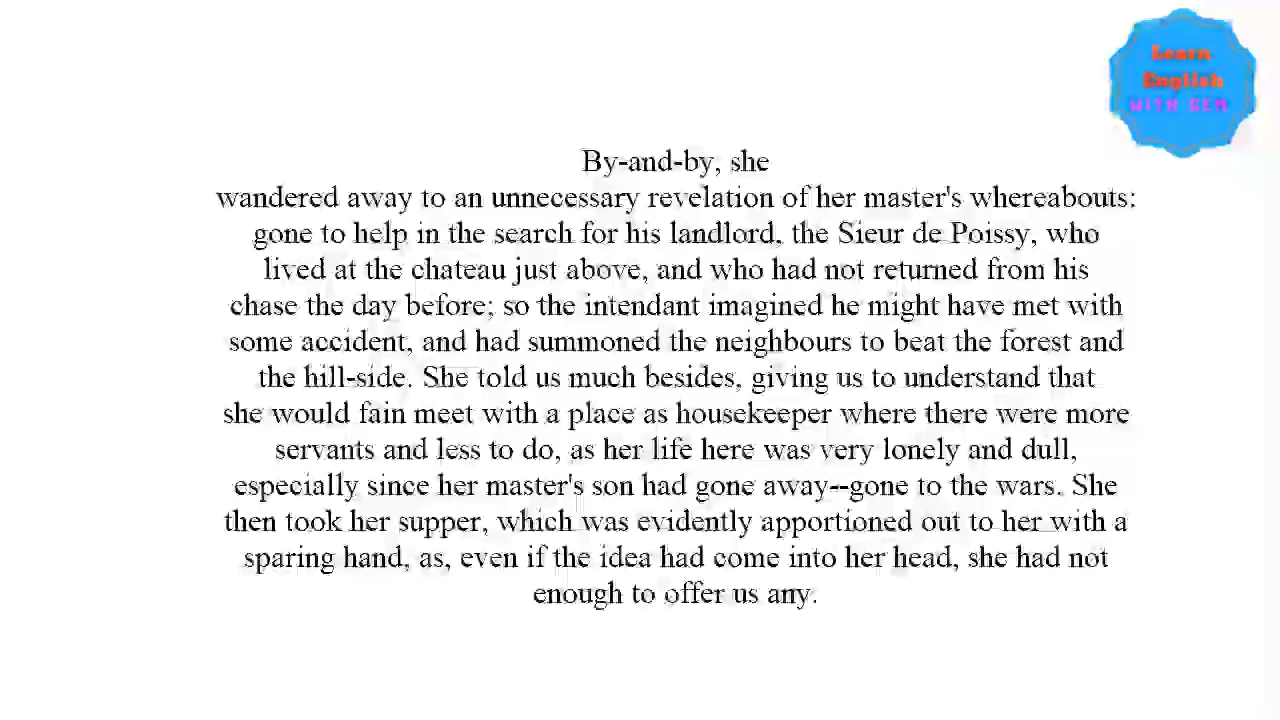 Learn
English
WITH GEM
By-and-by, she
wandered away to an unnecessary revelation of her master's whereabouts:
gone to help in the search for his landlord, the Sieur de Poissy, who
lived at the chateau just above, and who had not returned from his
chase the day before; so the intendant imagined he might have met with
some accident, and had summoned the neighbours to beat the forest and
the hill-side. She told us much besides, giving us to understand that
she would fain meet with a place as housekeeper where there were more
servants and less to do, as her life here was very lonely and dull,
especially since her master's son had gone away--gone to the wars. She
then took her supper, which was evidently apportioned out to her with a
sparing hand, as, even if the idea had come into her head, she had not
enough to offer us any.